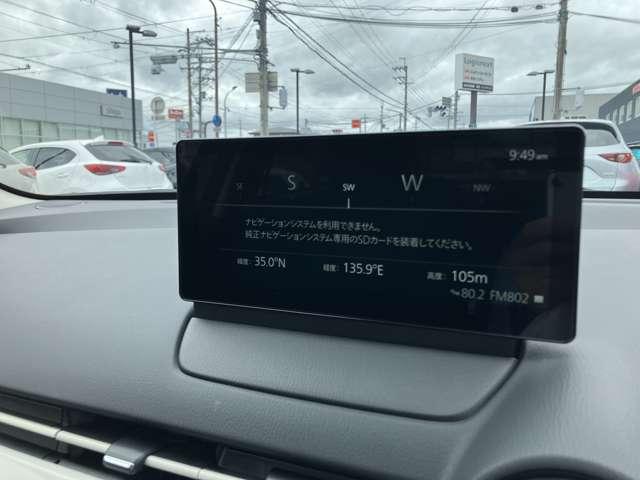 9:49am
SE S SW W NW
ナビゲーションシステムを利用できません。
純正ナビゲーションシステム専用のSDカードを装着してください。
緯度: 35.0°N 経度: 135.9°E 高度: 105m
80.2 FM802